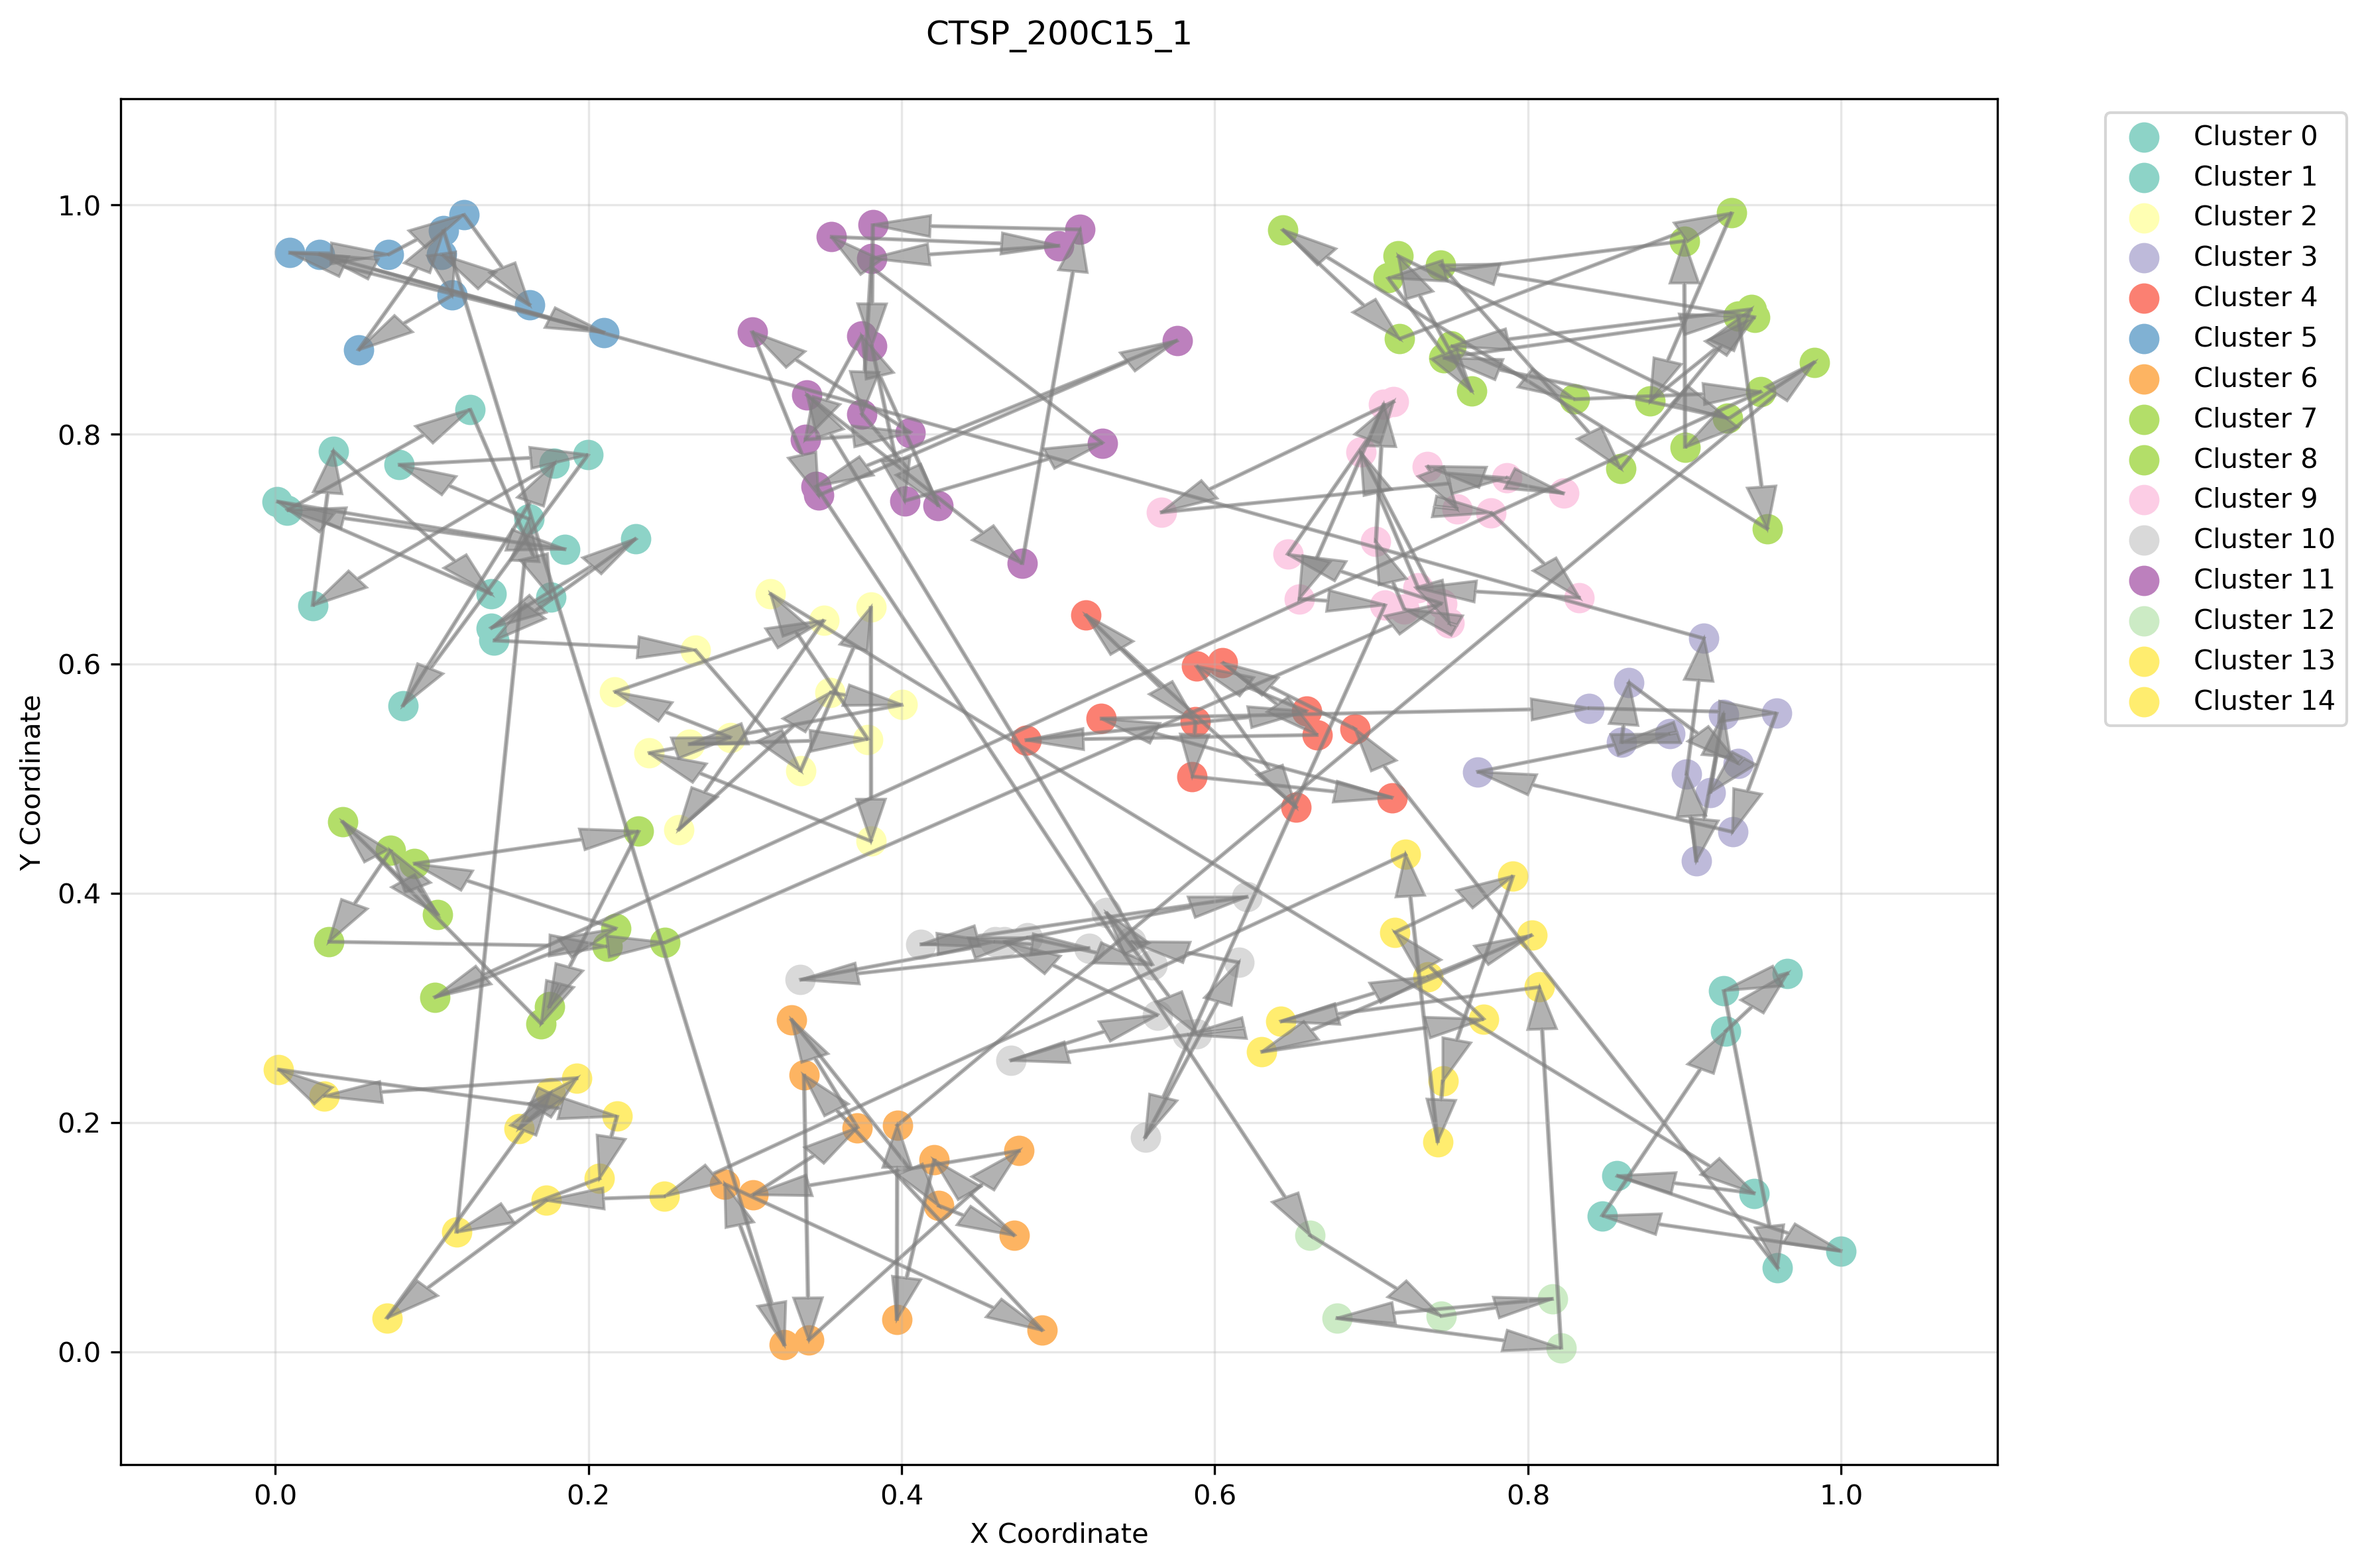 CTSP_200C15_1
Y Coordinate
1.0
0.8
0.6
0.4
0.2
0.0
0.0 0.2 0.4 0.6 0.8 1.0
X Coordinate
Cluster 0
Cluster 1
Cluster 2
Cluster 3
Cluster 4
Cluster 5
Cluster 6
Cluster 7
Cluster 8
Cluster 9
Cluster 10
Cluster 11
Cluster 12
Cluster 13
Cluster 14